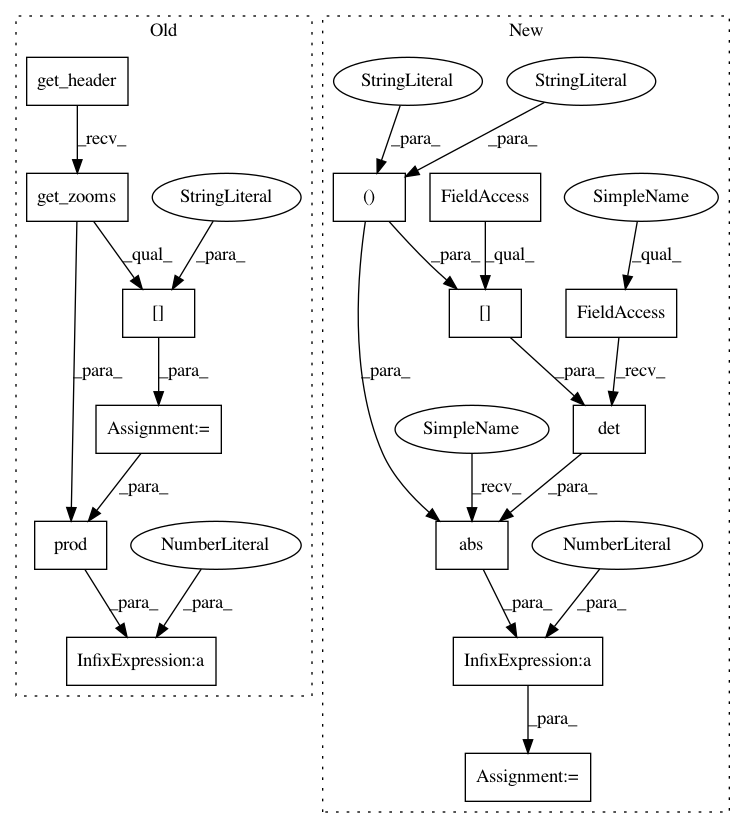 Old
New
get_header
StringLiteral
StringLiteral
_recv_
_para_
_para_
get_zooms
StringLiteral
()
FieldAccess
SimpleName
_qual_
_para_
_para_
_qual_
_qual_
[]
[]
FieldAccess
_para_
_para_
_para_
_para_
_recv_
Assignment:=
SimpleName
det
_para_
_recv_
_para_
prod
NumberLiteral
abs
NumberLiteral
_para_
_para_
_para_
_para_
InfixExpression:a
InfixExpression:a
_para_
Assignment:=